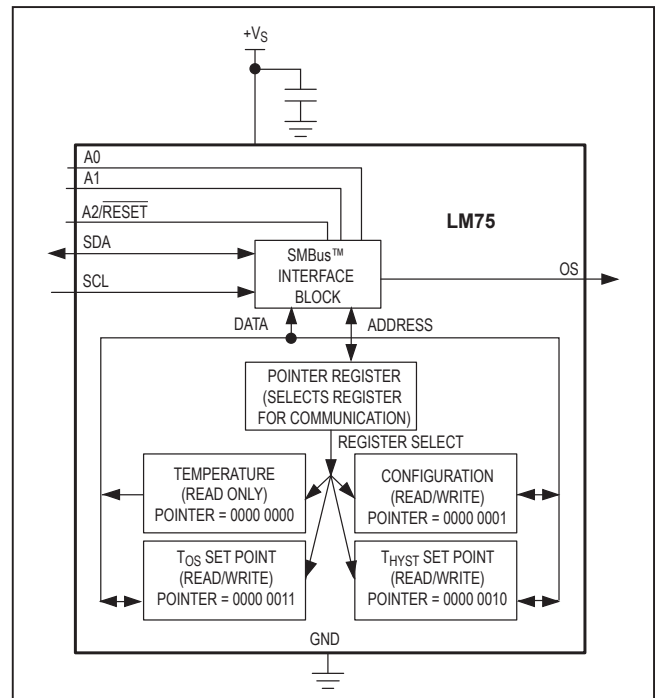 +VS
A0
A1
A2/RESET
LM75
SDA
SMBus™
INTERFACE
BLOCK
OS
SCL
DATA
ADDRESS
POINTER REGISTER
(SELECTS REGISTER
FOR COMMUNICATION)
REGISTER SELECT
TEMPERATURE
(READ ONLY)
POINTER = 0000 0000
CONFIGURATION
(READ/WRITE)
POINTER = 0000 0001
TOS SET POINT
(READ/WRITE)
POINTER = 0000 0011
THYST SET POINT
(READ/WRITE)
POINTER = 0000 0010
GND